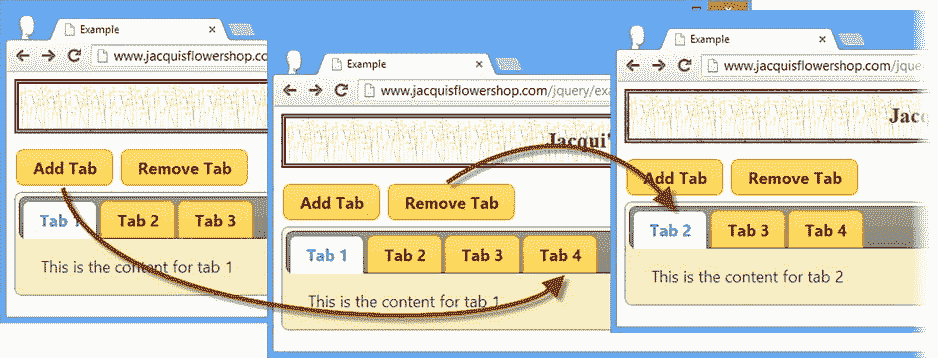 Example
www.jacquisflowershop.co
Add Tab Remove Tab
Tab 1 Tab 2 Tab 3
This is the content for tab 1
Example
www.jacquisflowershop.com/jquery/exa
Jacqui'
Add Tab Remove Tab
Tab 1 Tab 2 Tab 3 Tab 4
This is the content for tab 1
Example
www.jacquisflowershop.com/jque
Jacq
Add Tab Remove Tab
Tab 2 Tab 3 Tab 4
This is the content for tab 2